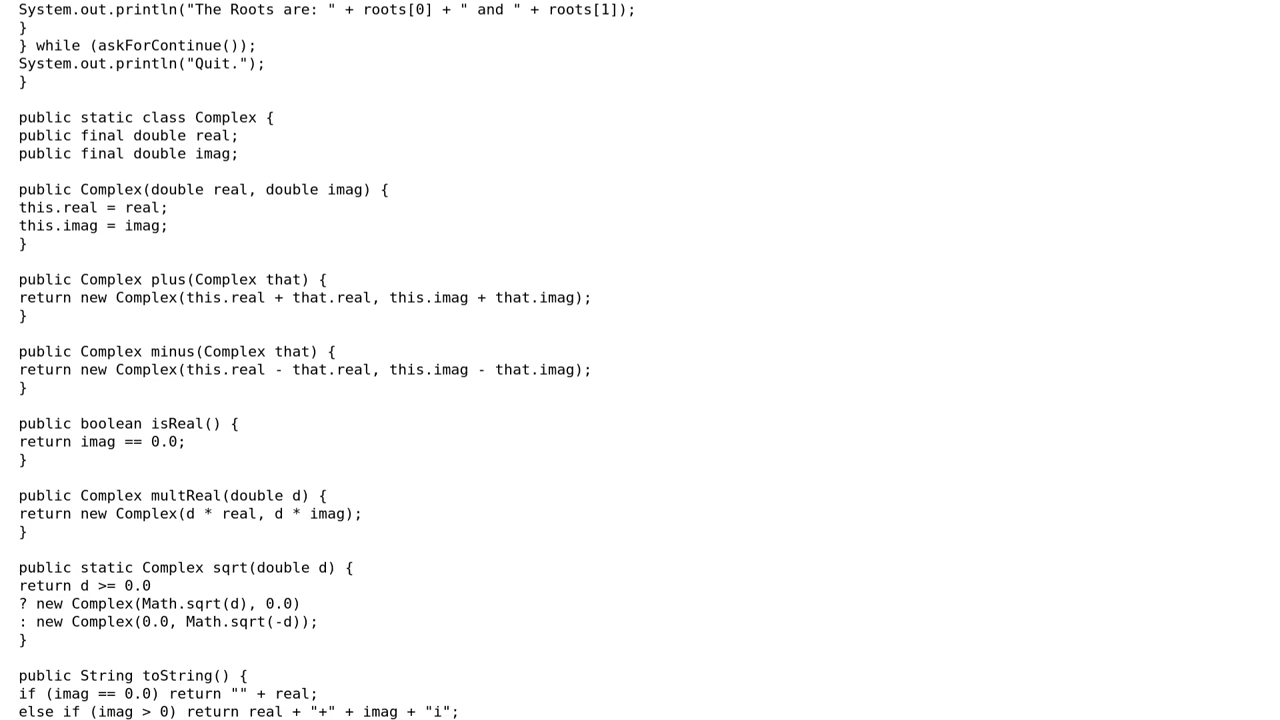 System.out.println("The Roots are: " + roots[0] + " and " + roots[1]);
}
} while (askForContinue());
System.out.println("Quit.");
}

public static class Complex {
public final double real;
public final double imag;

public Complex(double real, double imag) {
this.real = real;
this.imag = imag;
}

public Complex plus(Complex that) {
return new Complex(this.real + that.real, this.imag + that.imag);
}

public Complex minus(Complex that) {
return new Complex(this.real - that.real, this.imag - that.imag);
}

public boolean isReal() {
return imag == 0.0;
}

public Complex multReal(double d) {
return new Complex(d * real, d * imag);
}

public static Complex sqrt(double d) {
return d >= 0.0
? new Complex(Math.sqrt(d), 0.0)
: new Complex(0.0, Math.sqrt(-d));
}

public String toString() {
if (imag == 0.0) return "" + real;
else if (imag > 0) return real + "+" + imag + "i";